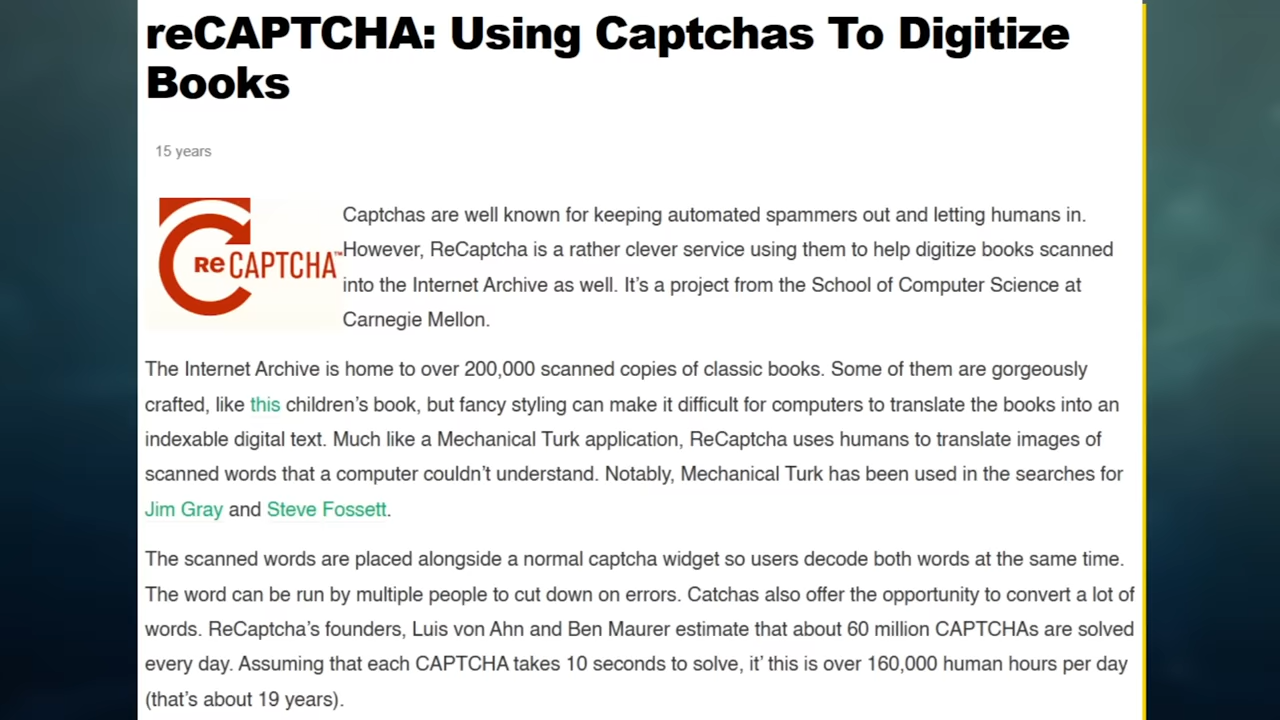 reCAPTCHA: Using Captchas To Digitize
Books
15 years
Re CAPTCHA™
Captchas are well known for keeping automated spammers out and letting humans in.
However, ReCaptcha is a rather clever service using them to help digitize books scanned
into the Internet Archive as well. It’s a project from the School of Computer Science at
Carnegie Mellon.
The Internet Archive is home to over 200,000 scanned copies of classic books. Some of them are gorgeously
crafted, like this children’s book, but fancy styling can make it difficult for computers to translate the books into an
indexable digital text. Much like a Mechanical Turk application, ReCaptcha uses humans to translate images of
scanned words that a computer couldn’t understand. Notably, Mechanical Turk has been used in the searches for
Jim Gray and Steve Fossett.
The scanned words are placed alongside a normal captcha widget so users decode both words at the same time.
The word can be run by multiple people to cut down on errors. Catchas also offer the opportunity to convert a lot of
words. ReCaptcha’s founders, Luis von Ahn and Ben Maurer estimate that about 60 million CAPTCHAs are solved
every day. Assuming that each CAPTCHA takes 10 seconds to solve, it’ this is over 160,000 human hours per day
(that’s about 19 years).